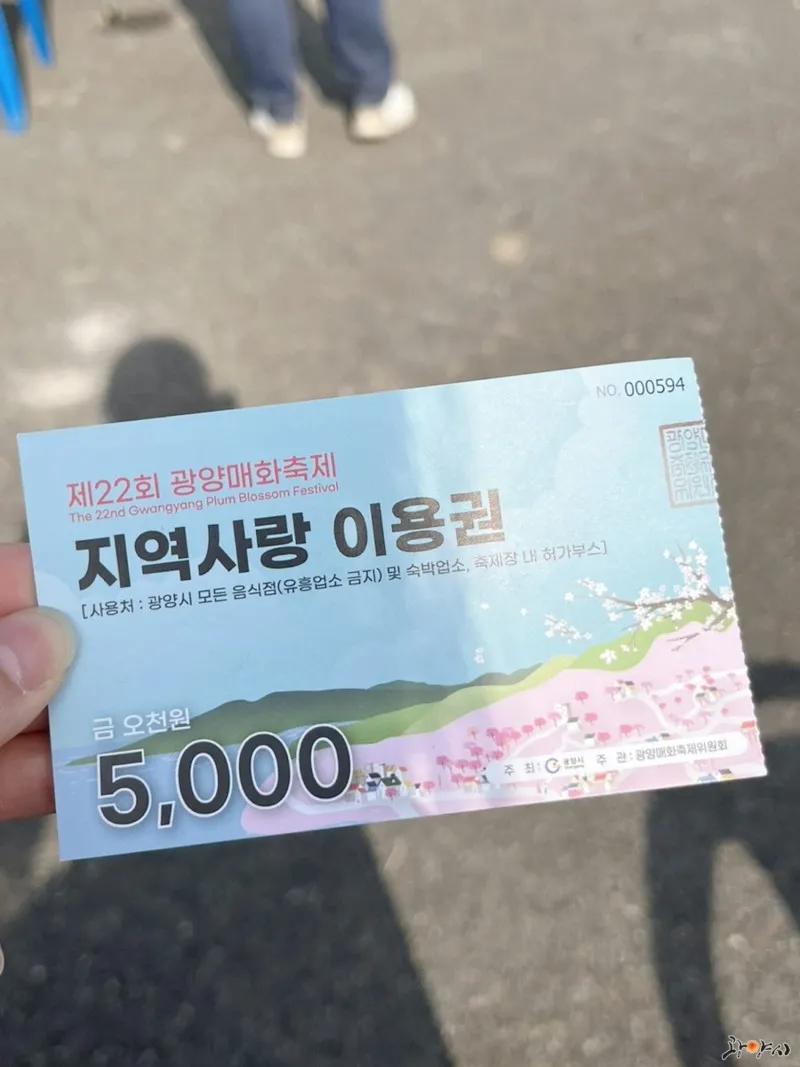 NO. 000594
제22회 광양매화축제
The 22nd Gwangyang Plum Blossom Festival
지역사랑 이용권
[사용처 : 광양시 모든 음식점(유흥업소 금지) 및 숙박업소, 축제장 내 허가부스]
금 오천원
5,000
주 최 : 광양시 주 관 : 광양매화축제위원회
광양시